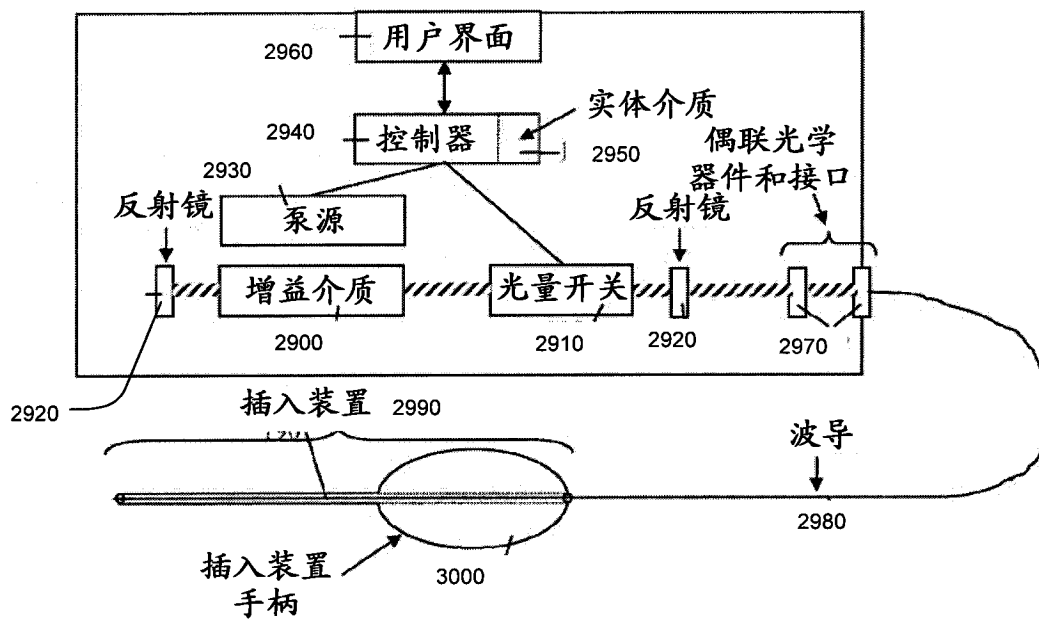 用户界面
2960
实体介质
2940
控制器
2950
偶联光学
器件和接口
2930
反射镜
泵源
反射镜
增益介质
光量开关
2900
2910
2920
2970
2920
插入装置 2990
波导
2980
插入装置
手柄
3000